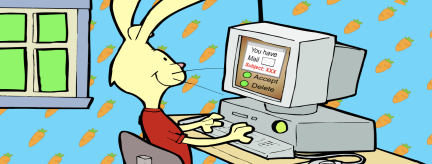 You have
Mail
Subject: XXX
Accept
Delete